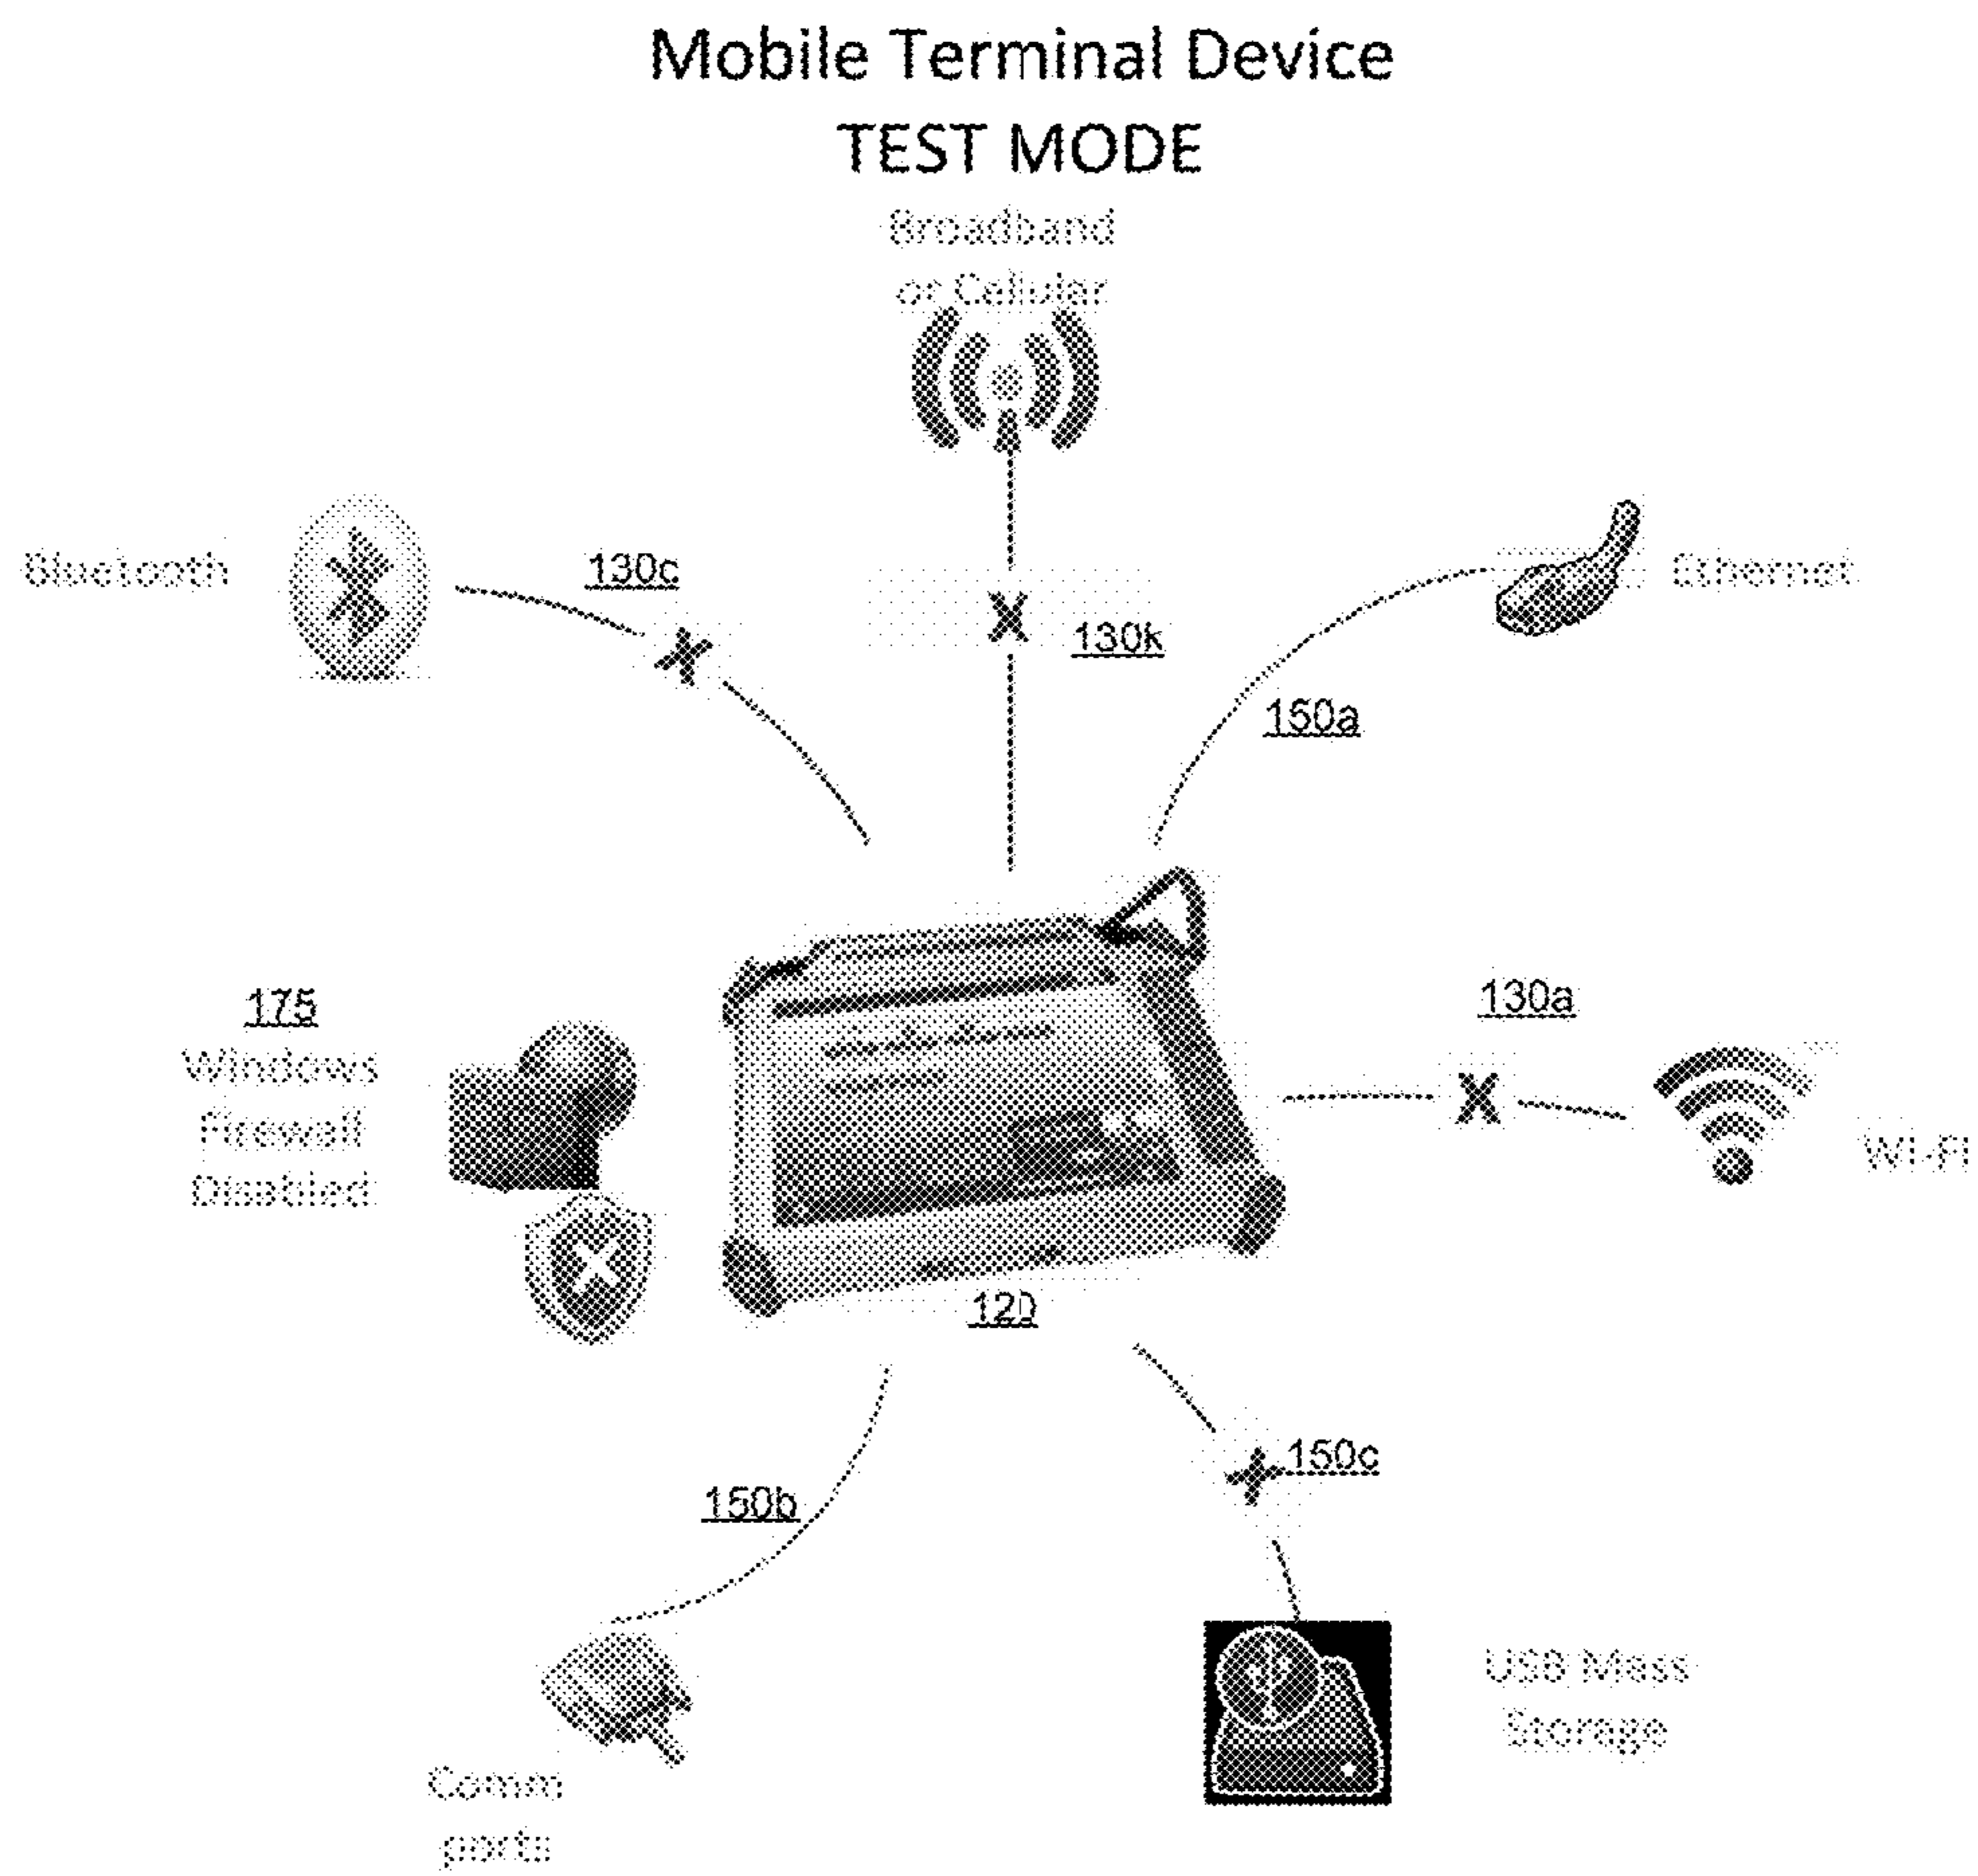 Mobile Terminal Device
TEST MODE
Broadband
or Cellular
Bluetooth
130c
130k
Ethernet
150a
175
Windows
Firewall
Disabled
130a
Wi-Fi
120
150c
150b
USB Mass
Storage
Comm
ports